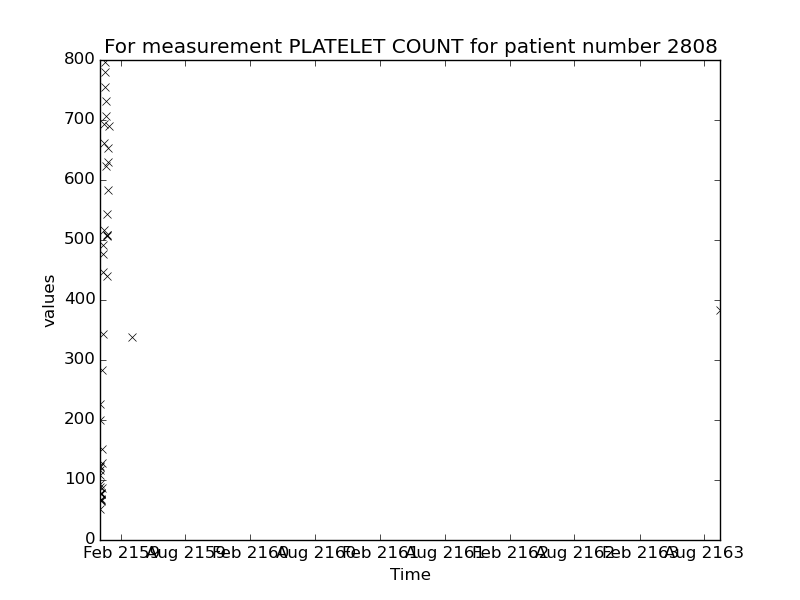 For measurement PLATELET COUNT for patient number 2808
800
700
600
500
400
300
200
100
0
values
Feb 2159 Aug 2159 Feb 2160 Aug 2160 Feb 2161 Aug 2161 Feb 2162 Aug 2162 Feb 2163 Aug 2163
Time